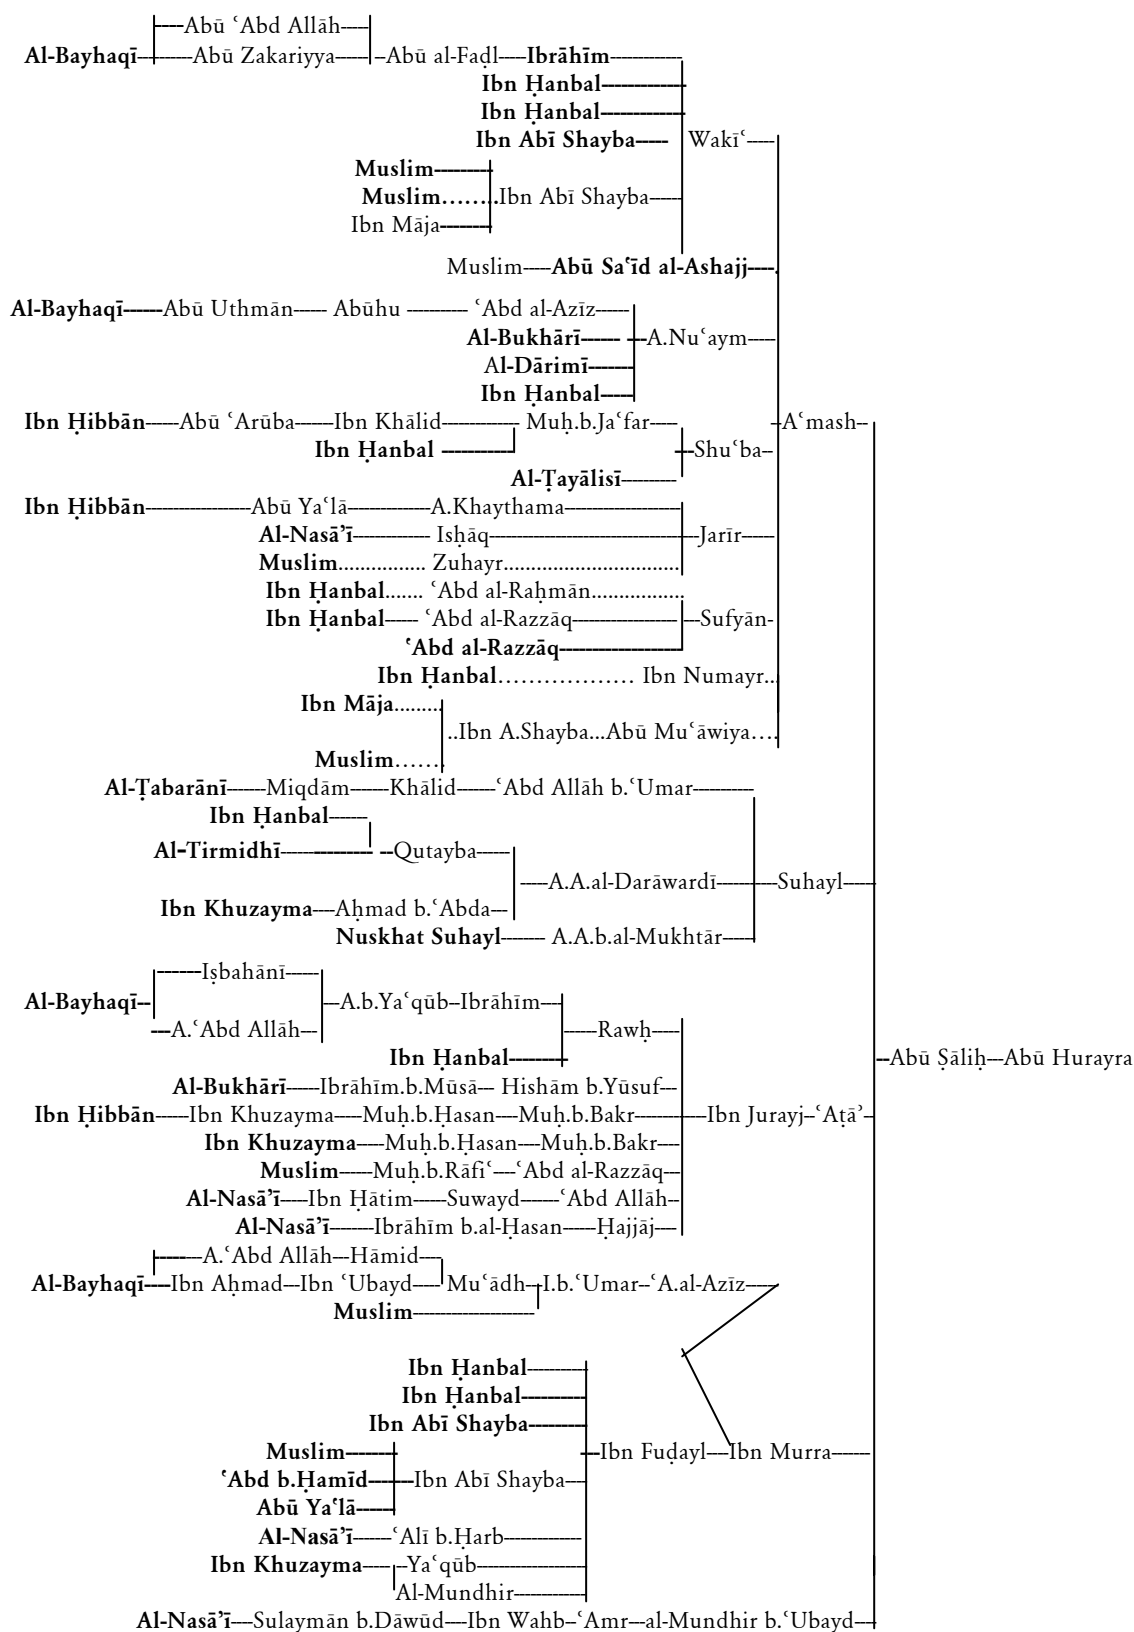 Abū ʿAbd Allāh
Al-Bayhaqī Abū Zakariyya Abū al-Faḍl Ibrāhīm
Ibn Ḥanbal
Ibn Ḥanbal
Ibn Abī Shayba Wakīʿ
Muslim
Muslim Ibn Abī Shayba
Ibn Māja
Muslim Abū Saʿīd al-Ashajj
Al-Bayhaqī Abū Uthmān Abūhu ʿAbd al-Azīz
Al-Bukhārī A.Nuʿaym
Al-Dārimī
Ibn Ḥanbal
Ibn Ḥibbān Abū ʿArūba Ibn Khālid Muḥ.b.Jaʿfar Aʿmash
Ibn Ḥanbal Shuʿba
Al-Ṭayālisī
Ibn Ḥibbān Abū Yaʿlā A.Khaythama
Al-Nasāʾī Isḥāq Jarīr
Muslim Zuhayr
Ibn Ḥanbal ʿAbd al-Raḥmān
Ibn Ḥanbal ʿAbd al-Razzāq Sufyān
ʿAbd al-Razzāq
Ibn Ḥanbal Ibn Numayr
Ibn Māja
Ibn A.Shayba Abū Muʿāwiya
Muslim
Al-Ṭabarānī Miqdām Khālid ʿAbd Allāh b.ʿUmar
Ibn Ḥanbal
Al-Tirmidhī Qutayba
A.A.al-Darāwardī Suhayl
Ibn Khuzayma Aḥmad b.ʿAbda
Nuskhat Suhayl A.A.b.al-Mukhtār
Iṣbahānī
Al-Bayhaqī A.b.Yaʿqūb Ibrāhīm
A.ʿAbd Allāh Rawḥ
Ibn Ḥanbal Abū Ṣāliḥ Abū Hurayra
Al-Bukhārī Ibrāhīm.b.Mūsā Hishām b.Yūsuf
Ibn Ḥibbān Ibn Khuzayma Muḥ.b.Ḥasan Muḥ.b.Bakr Ibn Jurayj ʿAṭāʾ
Ibn Khuzayma Muḥ.b.Ḥasan Muḥ.b.Bakr
Muslim Muḥ.b.Rāfiʿ ʿAbd al-Razzāq
Al-Nasāʾī Ibn Ḥātim Suwayd ʿAbd Allāh
Al-Nasāʾī Ibrāhīm b.al-Ḥasan Ḥajjāj
A.ʿAbd Allāh Hāmid
Al-Bayhaqī Ibn Aḥmad Ibn ʿUbayd Muʿādh I.b.ʿUmar ʿA.al-Azīz
Muslim
Ibn Ḥanbal
Ibn Ḥanbal
Ibn Abī Shayba
Muslim Ibn Fuḍayl Ibn Murra
ʿAbd b.Ḥamīd Ibn Abī Shayba
Abū Yaʿlā
Al-Nasāʾī ʿAlī b.Ḥarb
Ibn Khuzayma Yaʿqūb
Al-Mundhir
Al-Nasāʾī Sulaymān b.Dāwūd Ibn Wahb ʿAmr al-Mundhir b.ʿUbayd